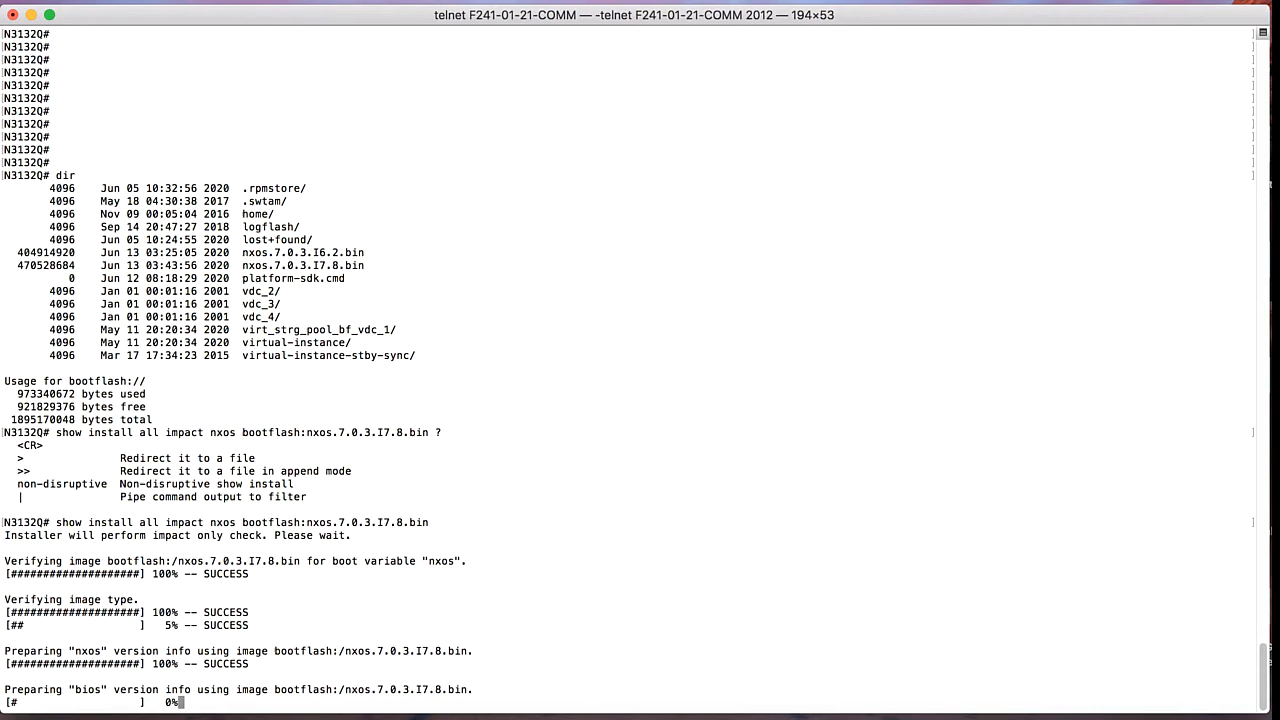 telnet F241-01-21-COMM — -telnet F241-01-21-COMM 2012 — 194×53
[N3132Q# ]
[N3132Q# ]
[N3132Q# ]
[N3132Q# ]
[N3132Q# ]
[N3132Q# ]
[N3132Q# ]
[N3132Q# ]
[N3132Q# ]
[N3132Q# ]
[N3132Q# ]
[N3132Q# dir ]
4096 Jun 05 10:32:56 2020 .rpmstore/
4096 May 18 04:30:38 2017 .swtam/
4096 Nov 09 00:05:04 2016 home/
4096 Sep 14 20:47:27 2018 logflash/
4096 Jun 05 10:24:55 2020 lost+found/
404914920 Jun 13 03:25:05 2020 nxos.7.0.3.I6.2.bin
470528684 Jun 13 03:43:56 2020 nxos.7.0.3.I7.8.bin
0 Jun 12 08:18:29 2020 platform-sdk.cmd
4096 Jan 01 00:01:16 2001 vdc_2/
4096 Jan 01 00:01:16 2001 vdc_3/
4096 Jan 01 00:01:16 2001 vdc_4/
4096 May 11 20:20:34 2020 virt_strg_pool_bf_vdc_1/
4096 May 11 20:20:34 2020 virtual-instance/
4096 Mar 17 17:34:23 2015 virtual-instance-stby-sync/
Usage for bootflash://
973340672 bytes used
921829376 bytes free
1895170048 bytes total
[N3132Q# show install all impact nxos bootflash:nxos.7.0.3.I7.8.bin ? ]
<CR>
> Redirect it to a file
>> Redirect it to a file in append mode
non-disruptive Non-disruptive show install
| Pipe command output to filter
[N3132Q# show install all impact nxos bootflash:nxos.7.0.3.I7.8.bin ]
Installer will perform impact only check. Please wait.
Verifying image bootflash:/nxos.7.0.3.I7.8.bin for boot variable "nxos".
[####################] 100% -- SUCCESS
Verifying image type.
[####################] 100% -- SUCCESS
[## ] 5% -- SUCCESS
Preparing "nxos" version info using image bootflash:/nxos.7.0.3.I7.8.bin.
[####################] 100% -- SUCCESS
Preparing "bios" version info using image bootflash:/nxos.7.0.3.I7.8.bin.
[# ] 0%